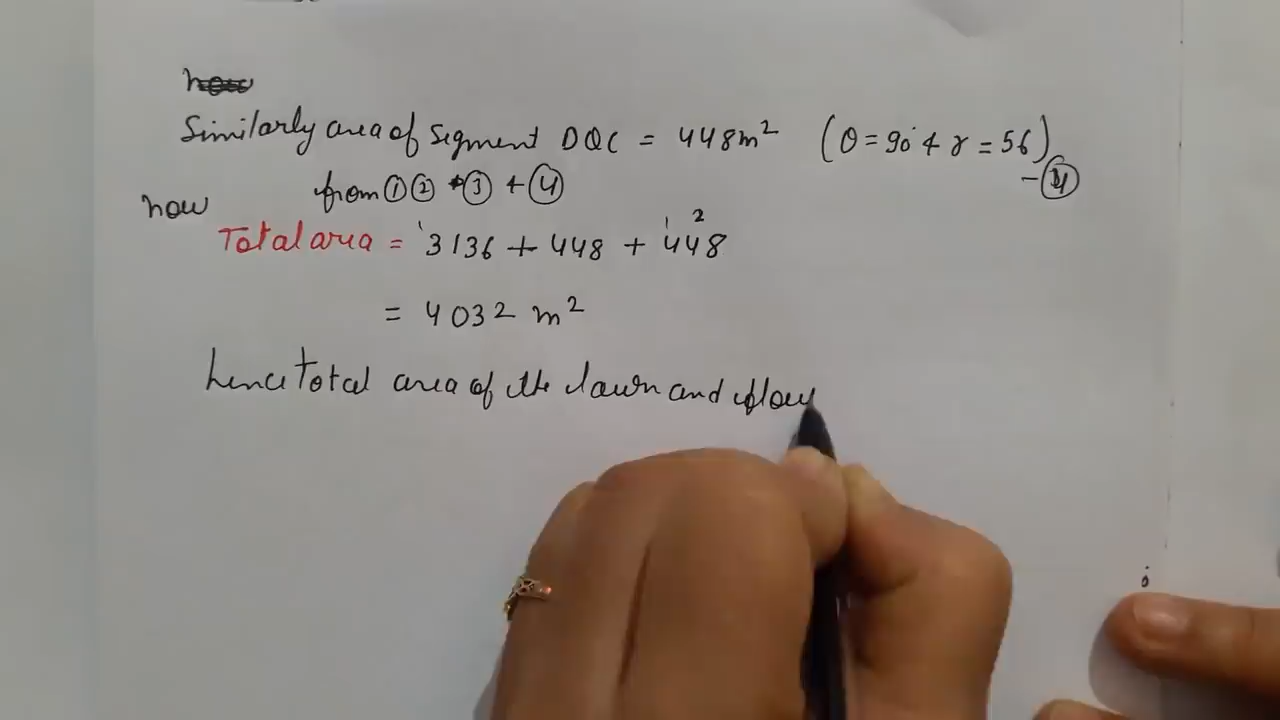 Similarly area of segment DQC = 448m² (θ = 90° & r = 56)
- ④
from ① ② ③ & ④
now
Total area = 3136 + 448 + 448
= 4032 m²
hence Total area of the lawn and flow